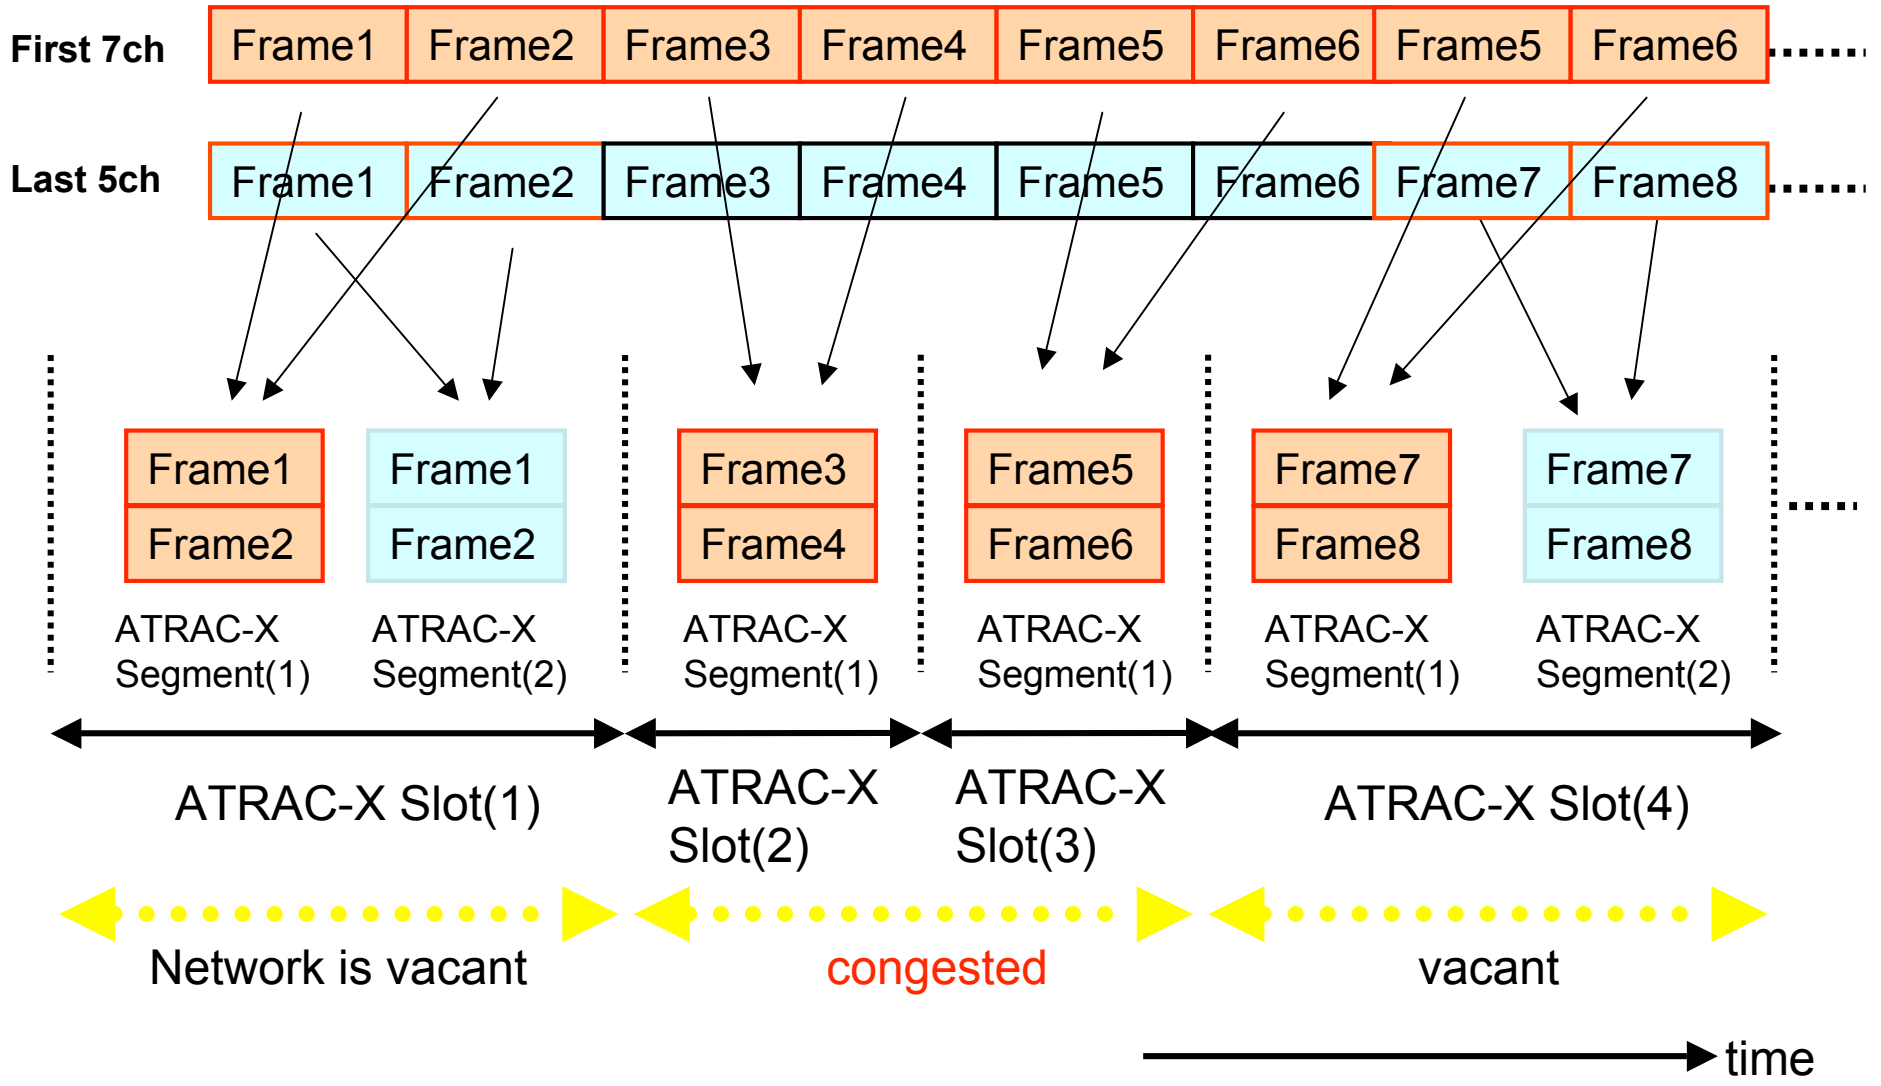 First 7ch Frame1 Frame2 Frame3 Frame4 Frame5 Frame6 Frame5 Frame6
Last 5ch Frame1 Frame2 Frame3 Frame4 Frame5 Frame6 Frame7 Frame8
Frame1 Frame1 Frame3 Frame5 Frame7 Frame7
Frame2 Frame2 Frame4 Frame6 Frame8 Frame8
ATRAC-X ATRAC-X ATRAC-X ATRAC-X ATRAC-X ATRAC-X
Segment(1) Segment(2) Segment(1) Segment(1) Segment(1) Segment(2)
ATRAC-X Slot(1)
ATRAC-X
Slot(2)
ATRAC-X
Slot(3)
ATRAC-X Slot(4)
Network is vacant congested vacant
time